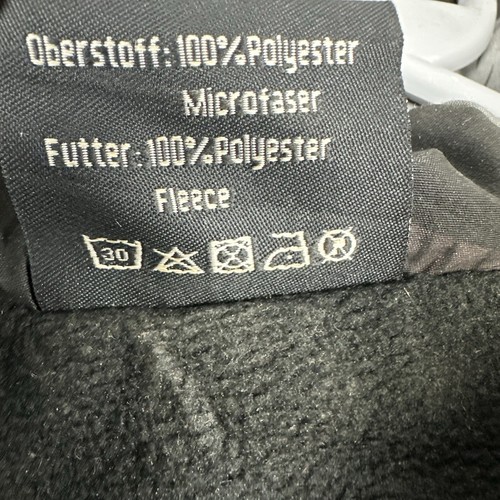 Oberstoff: 100% Polyester
Microfaser
Futter: 100% Polyester
Fleece
30